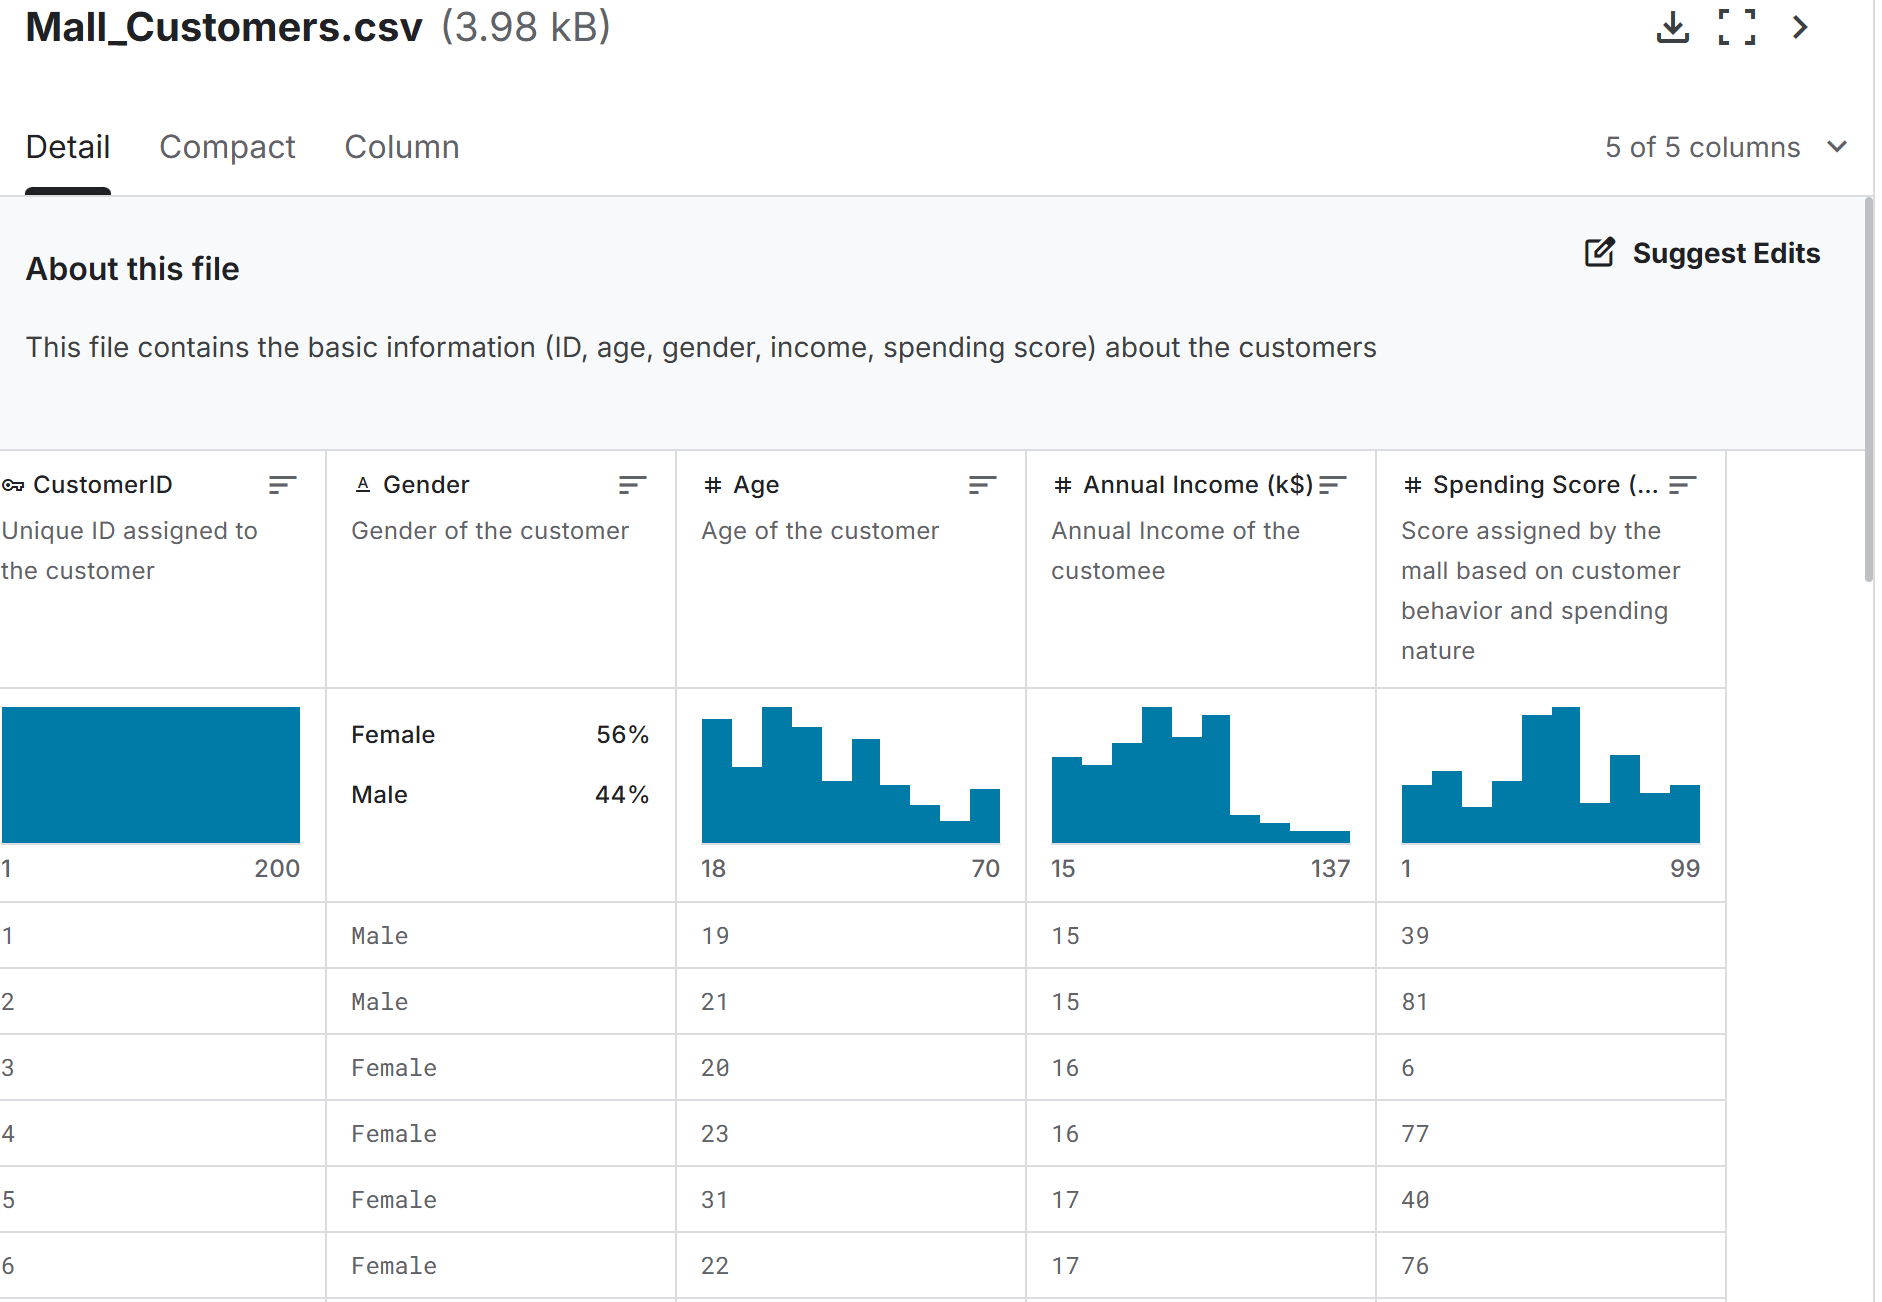 Mall_Customers.csv (3.98 kB)
Detail Compact Column 5 of 5 columns
About this file
Suggest Edits
This file contains the basic information (ID, age, gender, income, spending score) about the customers
CustomerID
Unique ID assigned to
the customer
A Gender
Gender of the customer
# Age
Age of the customer
# Annual Income (k$)
Annual Income of the
customee
# Spending Score (...
Score assigned by the
mall based on customer
behavior and spending
nature
1 200
Female 56%
Male 44%
18 70
15 137
1 99
1 Male 19 15 39
2 Male 21 15 81
3 Female 20 16 6
4 Female 23 16 77
5 Female 31 17 40
6 Female 22 17 76